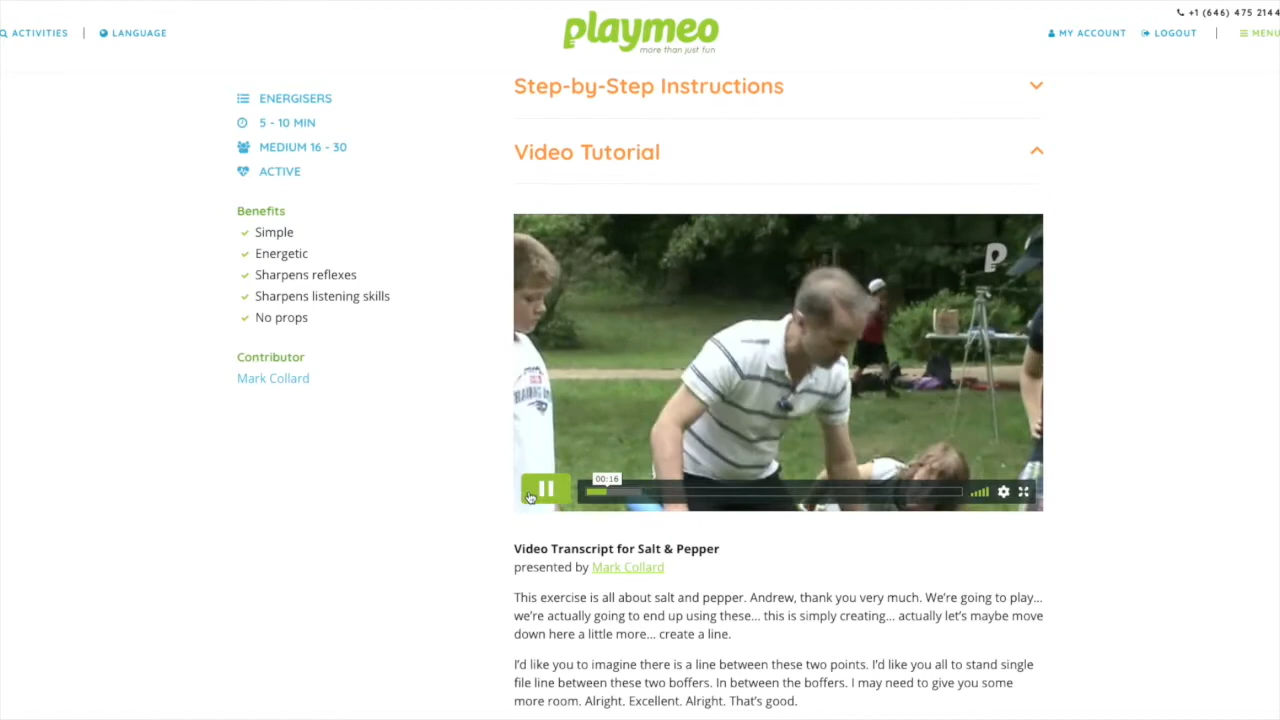 +1 (646) 475 2144
ACTIVITIES | LANGUAGE
playmeo
more than just fun
MY ACCOUNT LOGOUT | MENU
ENERGISERS
5 - 10 MIN
MEDIUM 16 - 30
ACTIVE
Benefits
Simple
Energetic
Sharpens reflexes
Sharpens listening skills
No props
Contributor
Mark Collard
Step-by-Step Instructions
Video Tutorial
00:16
Video Transcript for Salt & Pepper
presented by Mark Collard
This exercise is all about salt and pepper. Andrew, thank you very much. We’re going to play…
we’re actually going to end up using these… this is simply creating… actually let’s maybe move
down here a little more… create a line.
I’d like you to imagine there is a line between these two points. I’d like you all to stand single
file line between these two boffers. In between the boffers. I may need to give you some
more room. Alright. Excellent. Alright. That’s good.